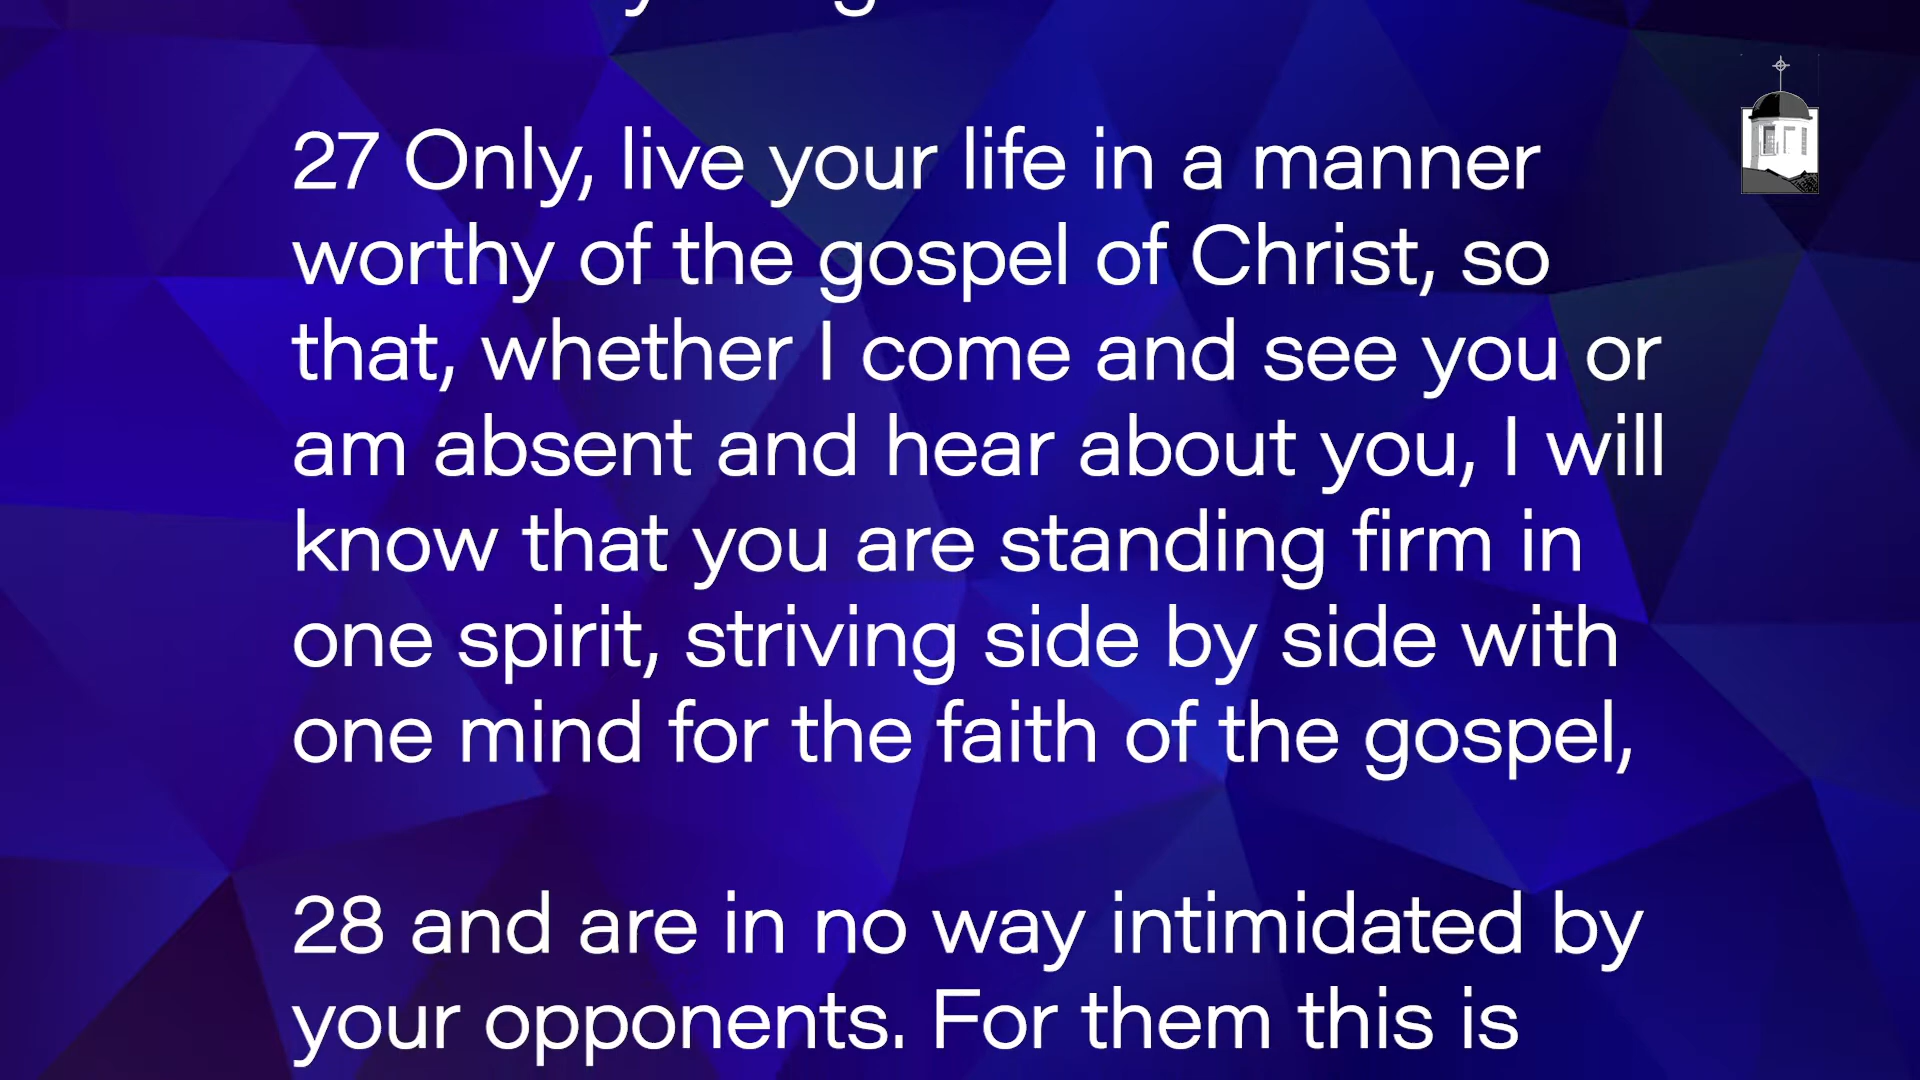 27 Only, live your life in a manner
worthy of the gospel of Christ, so
that, whether I come and see you or
am absent and hear about you, I will
know that you are standing firm in
one spirit, striving side by side with
one mind for the faith of the gospel,
28 and are in no way intimidated by
your opponents. For them this is